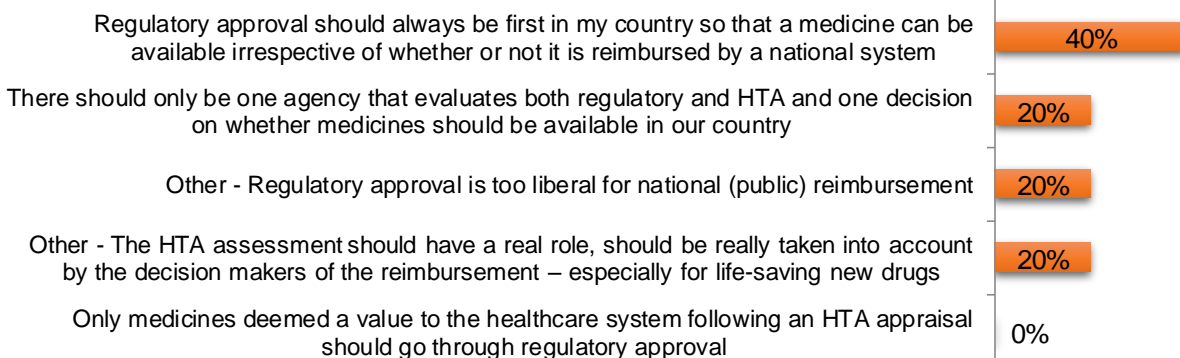 Regulatory approval should always be first in my country so that a medicine can be
available irrespective of whether or not it is reimbursed by a national system
40%
There should only be one agency that evaluates both regulatory and HTA and one decision
on whether medicines should be available in our country
20%
Other - Regulatory approval is too liberal for national (public) reimbursement
20%
Other - The HTA assessment should have a real role, should be really taken into account
by the decision makers of the reimbursement – especially for life-saving new drugs
20%
Only medicines deemed a value to the healthcare system following an HTA appraisal
should go through regulatory approval
0%